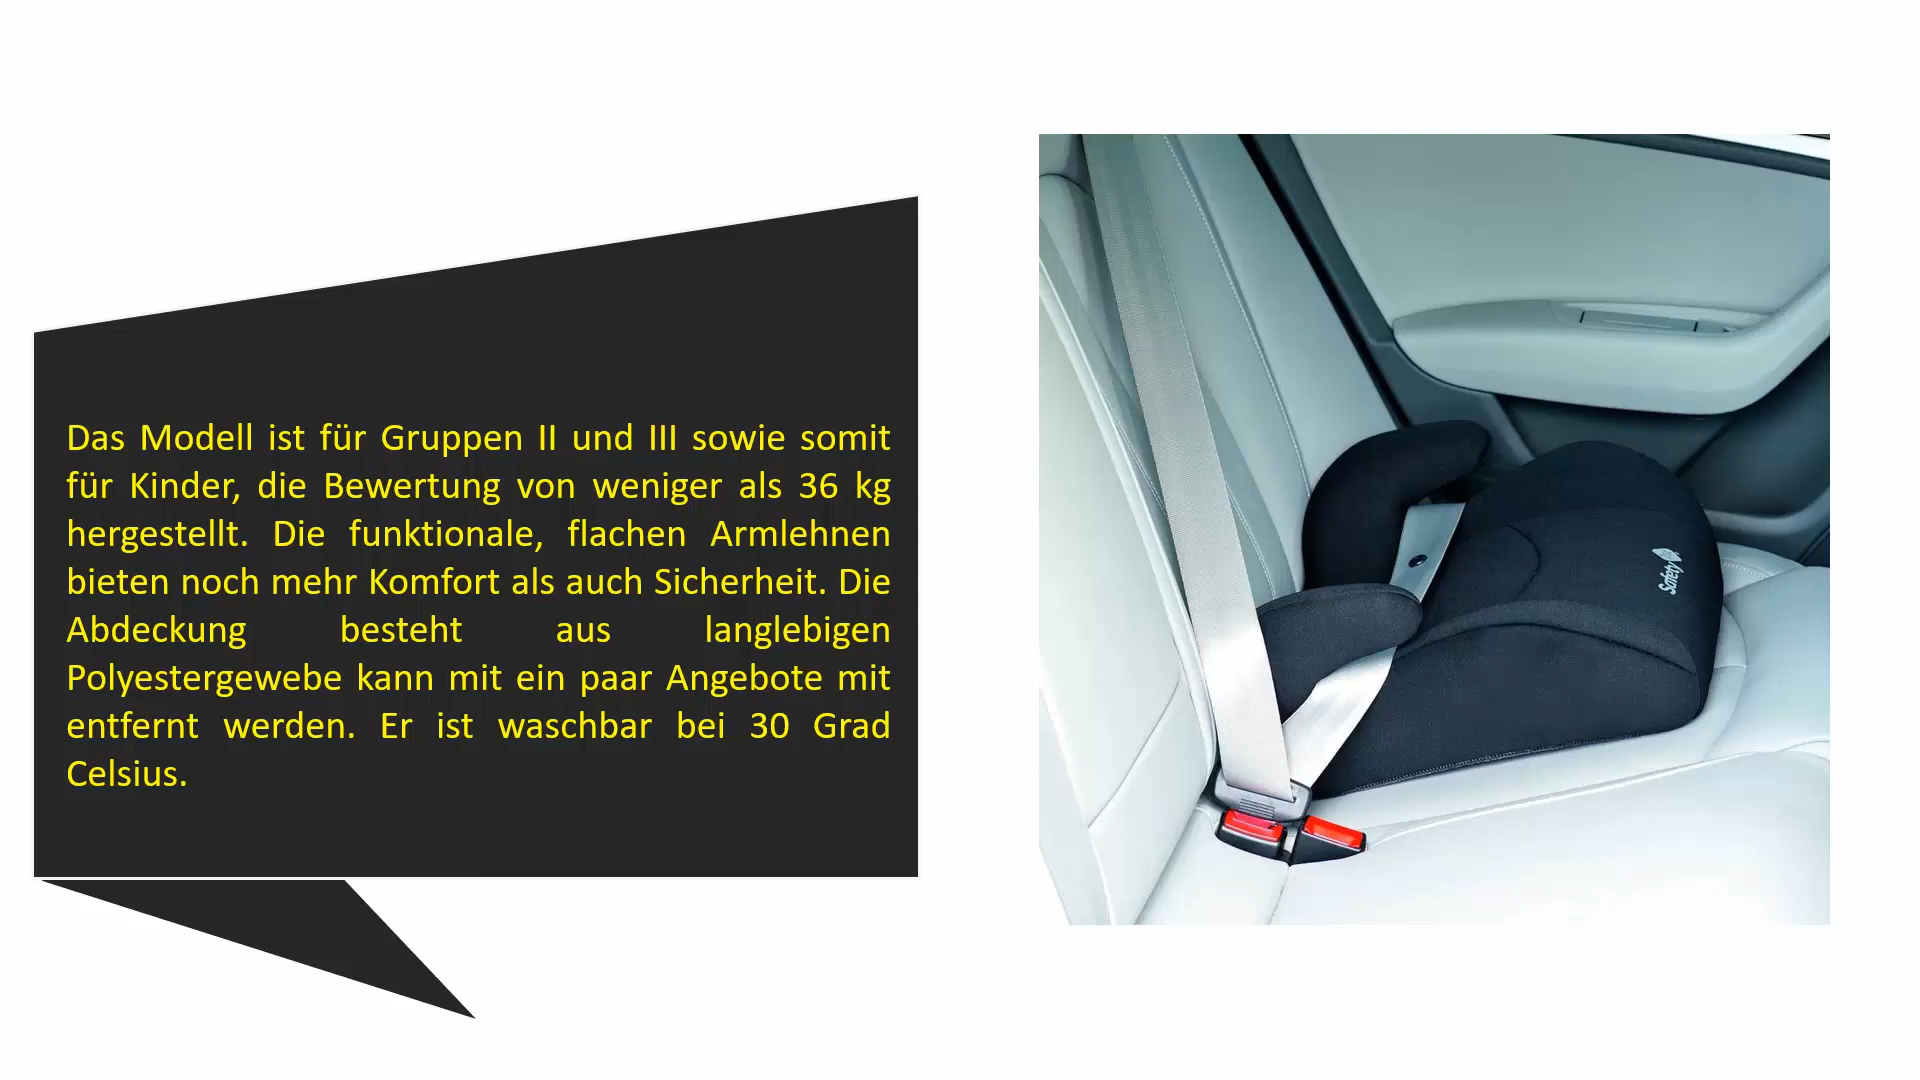 Das Modell ist für Gruppen II und III sowie somit
für Kinder, die Bewertung von weniger als 36 kg
hergestellt. Die funktionale, flachen Armlehnen
bieten noch mehr Komfort als auch Sicherheit. Die
Abdeckung besteht aus langlebigen
Polyestergewebe kann mit ein paar Angebote mit
entfernt werden. Er ist waschbar bei 30 Grad
Celsius.
Safety